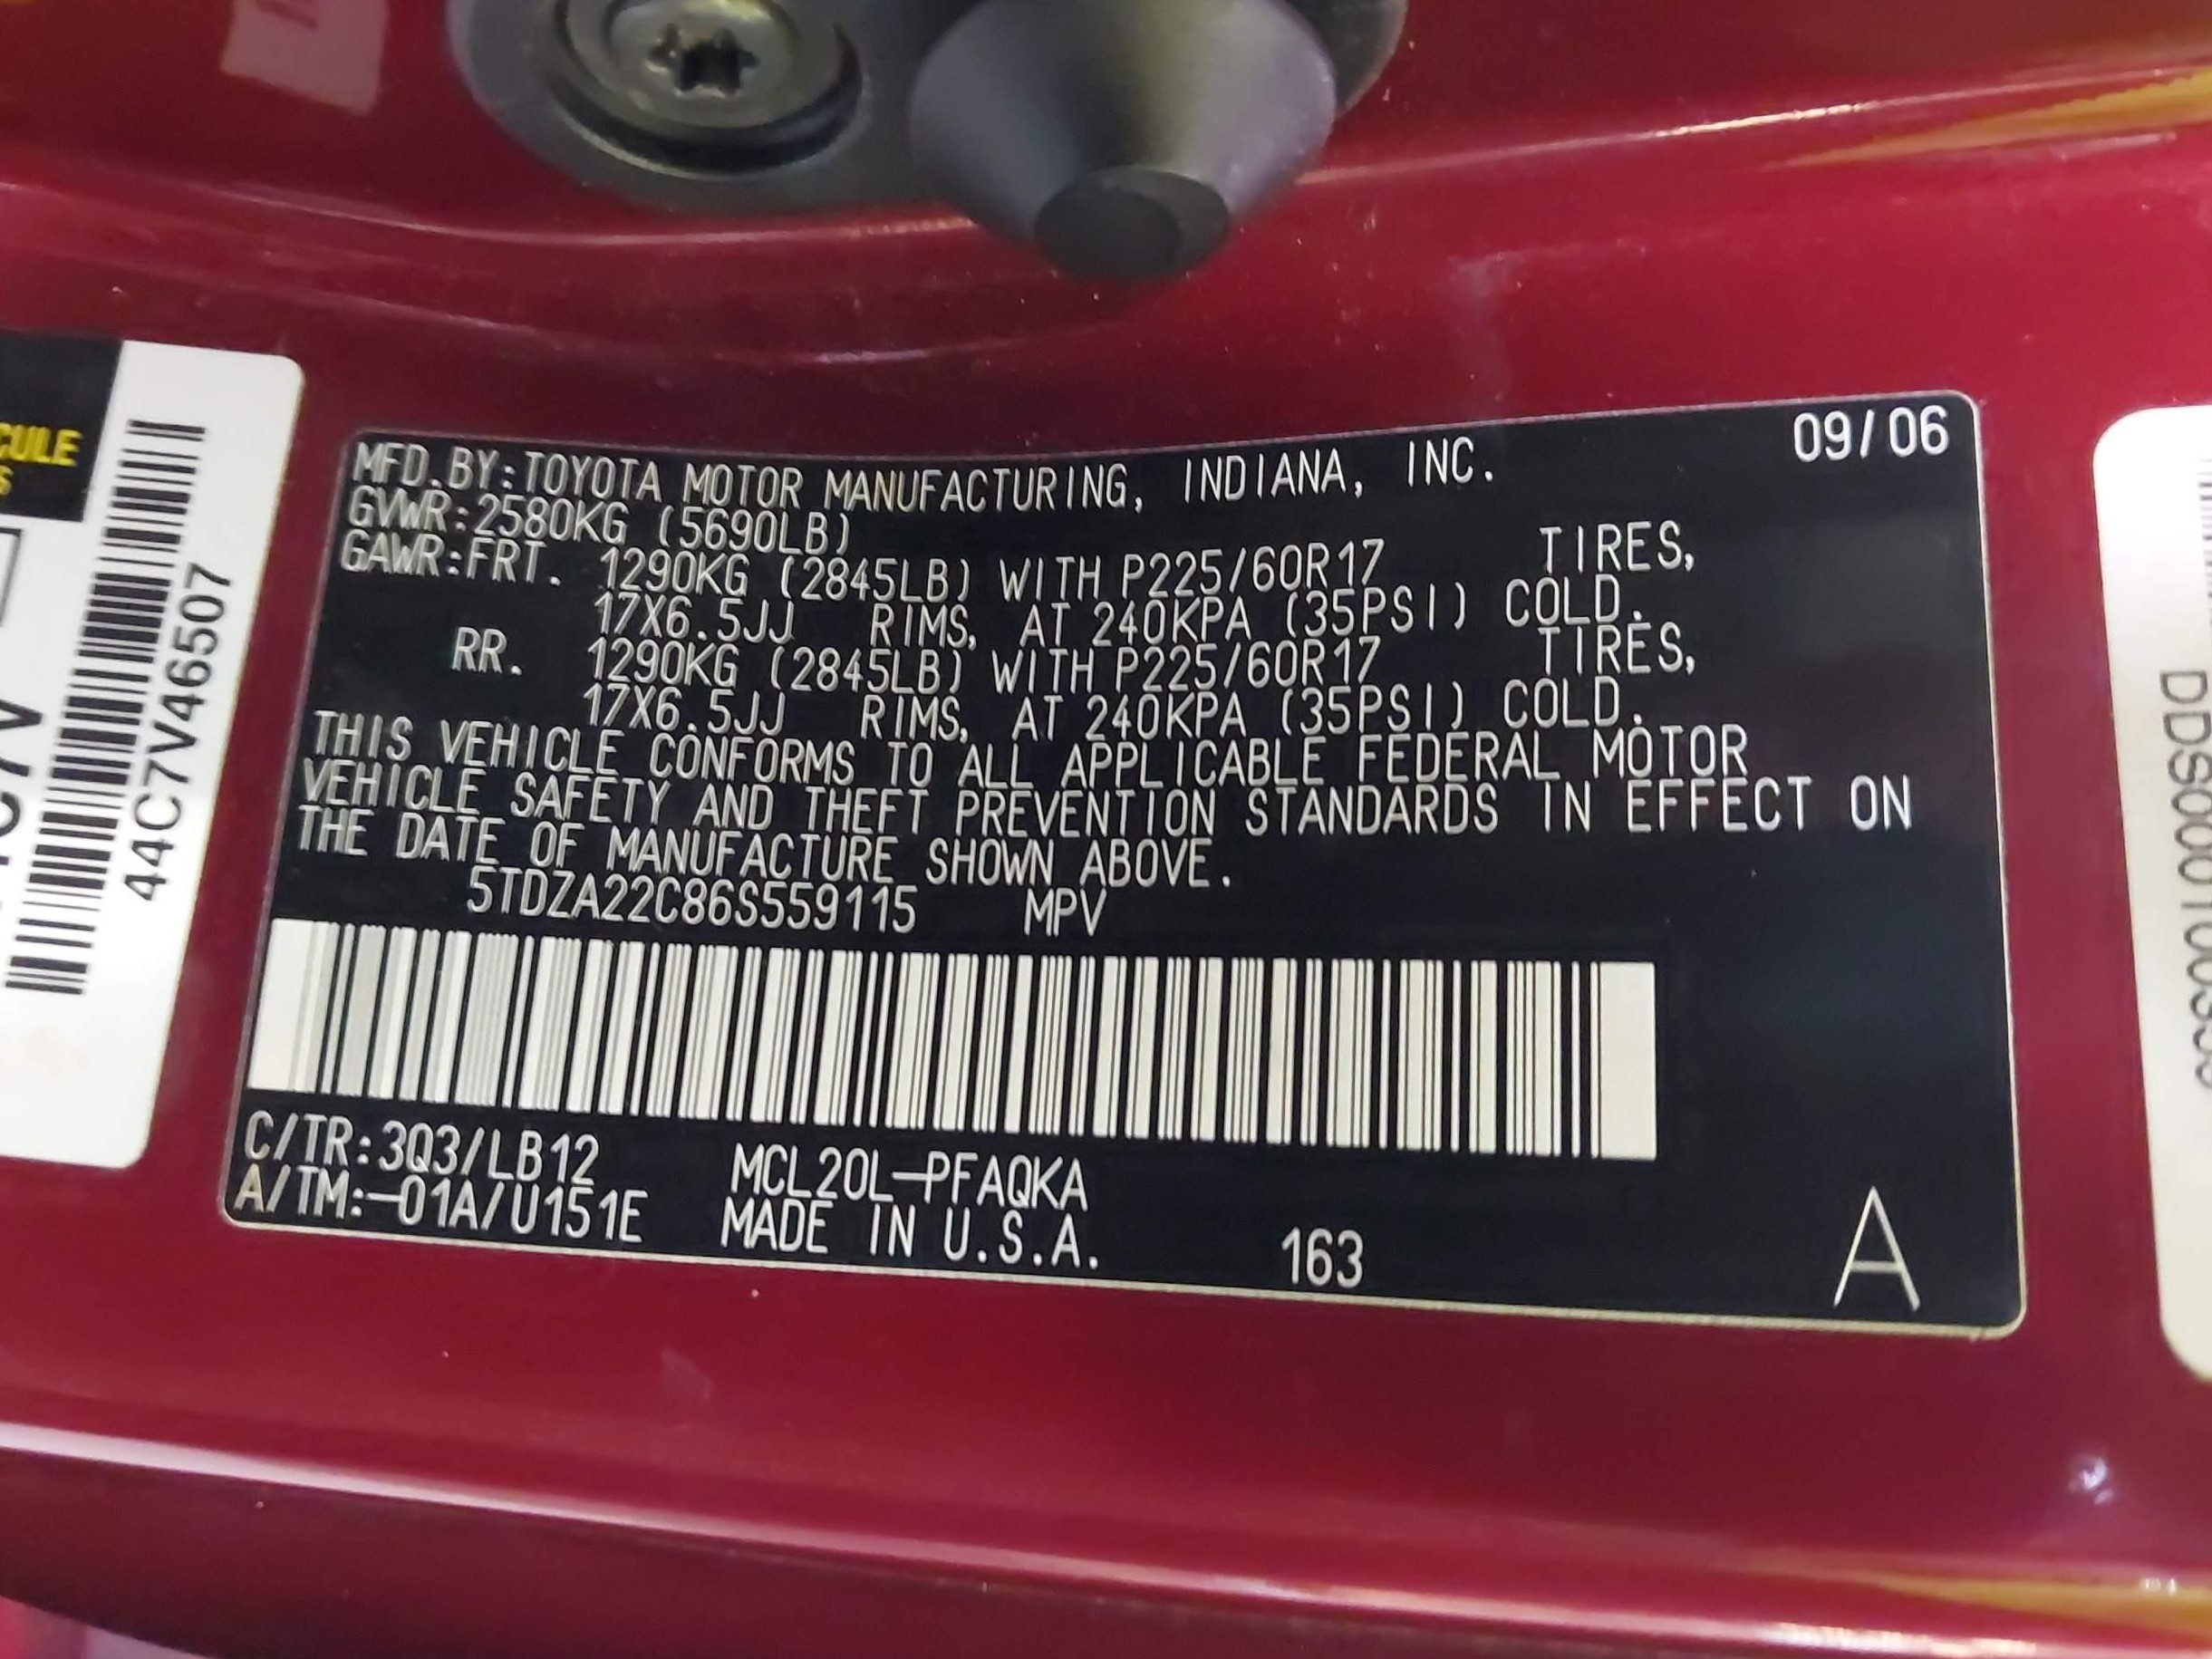 CULE
S
44C7V46507
MFD.BY:TOYOTA MOTOR MANUFACTURING, INDIANA, INC. 09/06
GVWR:2580KG (5690LB)
GAWR:FRT. 1290KG (2845LB) WITH P225/60R17 TIRES,
17X6.5JJ RIMS, AT 240KPA (35PSI) COLD.
RR. 1290KG (2845LB) WITH P225/60R17 TIRES,
17X6.5JJ RIMS, AT 240KPA (35PSI) COLD.
THIS VEHICLE CONFORMS TO ALL APPLICABLE FEDERAL MOTOR
VEHICLE SAFETY AND THEFT PREVENTION STANDARDS IN EFFECT ON
THE DATE OF MANUFACTURE SHOWN ABOVE.
5TDZA22C86S559115 MPV
C/TR:3Q3/LB12 MCL20L-PFAQKA
A/TM:-01A/U151E MADE IN U.S.A. 163 A